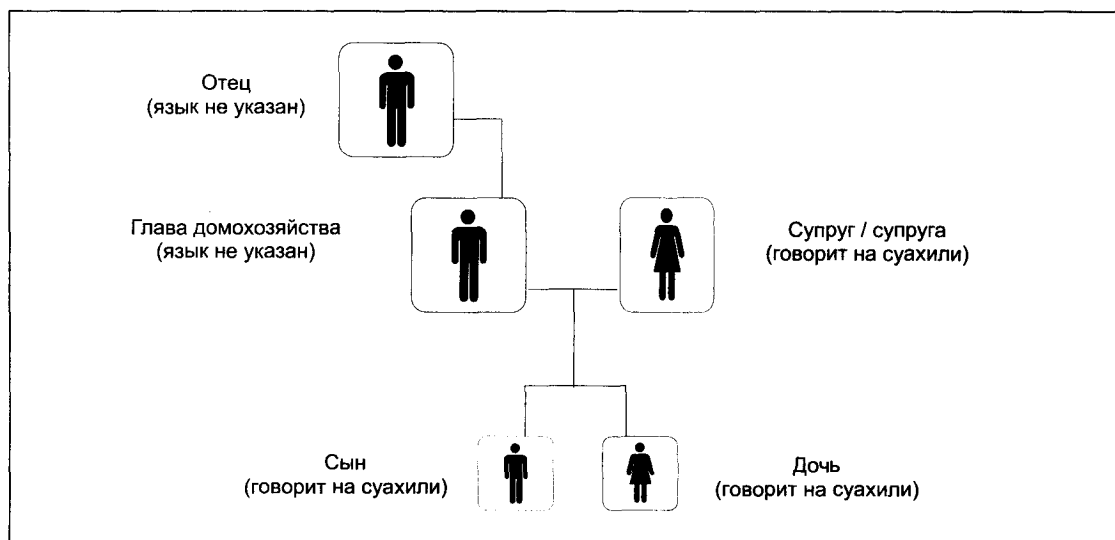 Отец
(язык не указан)
Глава домохозяйства
(язык не указан)
Супруг / супруга
(говорит на суахили)
Сын
(говорит на суахили)
Дочь
(говорит на суахили)